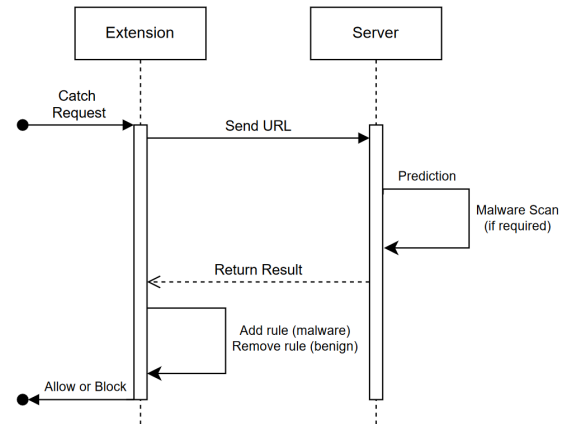 Extension
Server
Catch
Request
Send URL
Prediction
Malware Scan
(if required)
Return Result
Add rule (malware)
Remove rule (benign)
Allow or Block